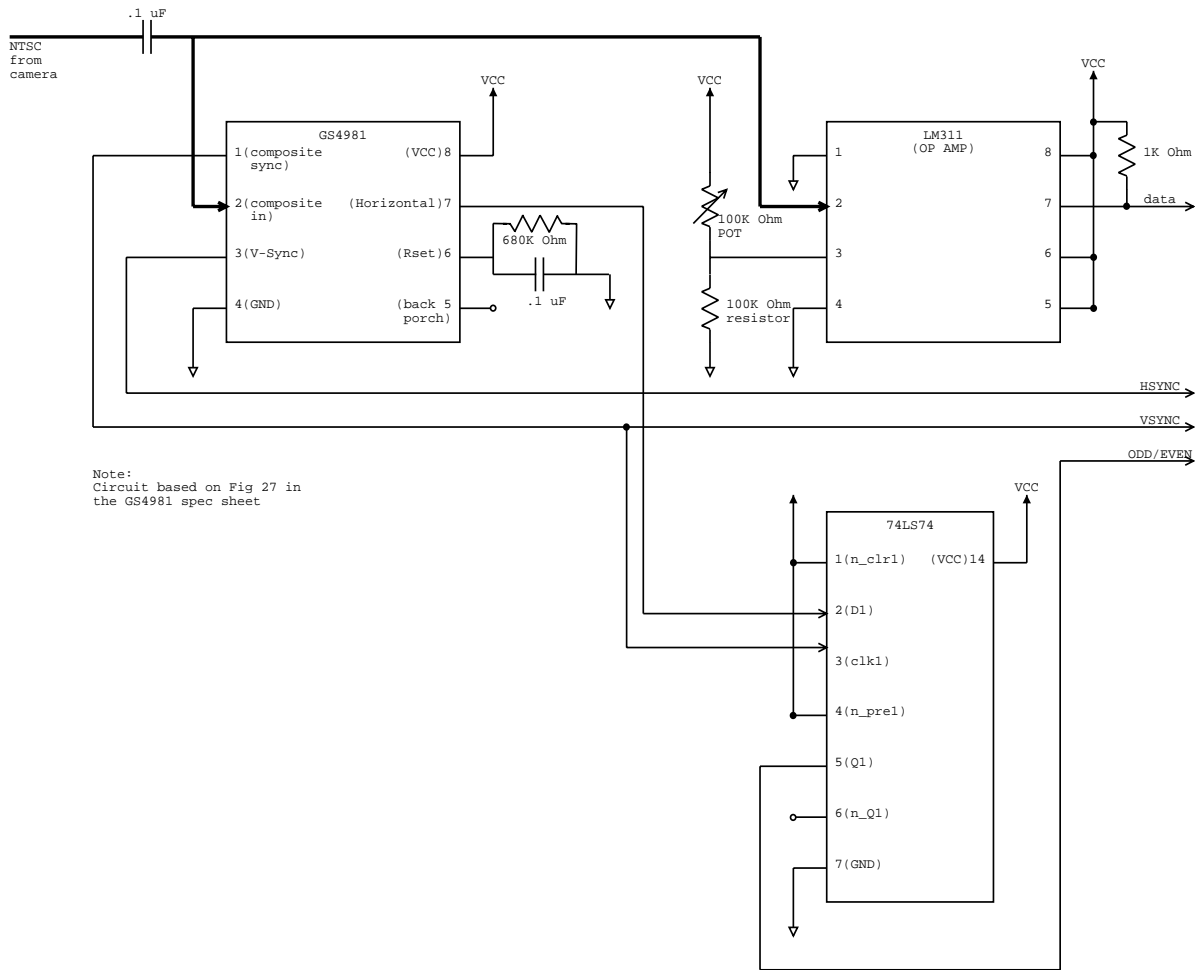 .1 uF
NTSC
from
camera
VCC
GS4981
1(composite
sync)
(VCC)8
2(composite
in)
(Horizontal)7
680K Ohm
3(V-Sync)
(Rset)6
.1 uF
4(GND)
(back 5
porch)
VCC
100K Ohm
POT
100K Ohm
resistor
VCC
LM311
(OP AMP)
1
8
1K Ohm
2
7
data
3
6
4
5
HSYNC
VSYNC
ODD/EVEN
Note:
Circuit based on Fig 27 in
the GS4981 spec sheet
VCC
74LS74
1(n_clr1)
(VCC)14
2(D1)
3(clk1)
4(n_pre1)
5(Q1)
6(n_Q1)
7(GND)